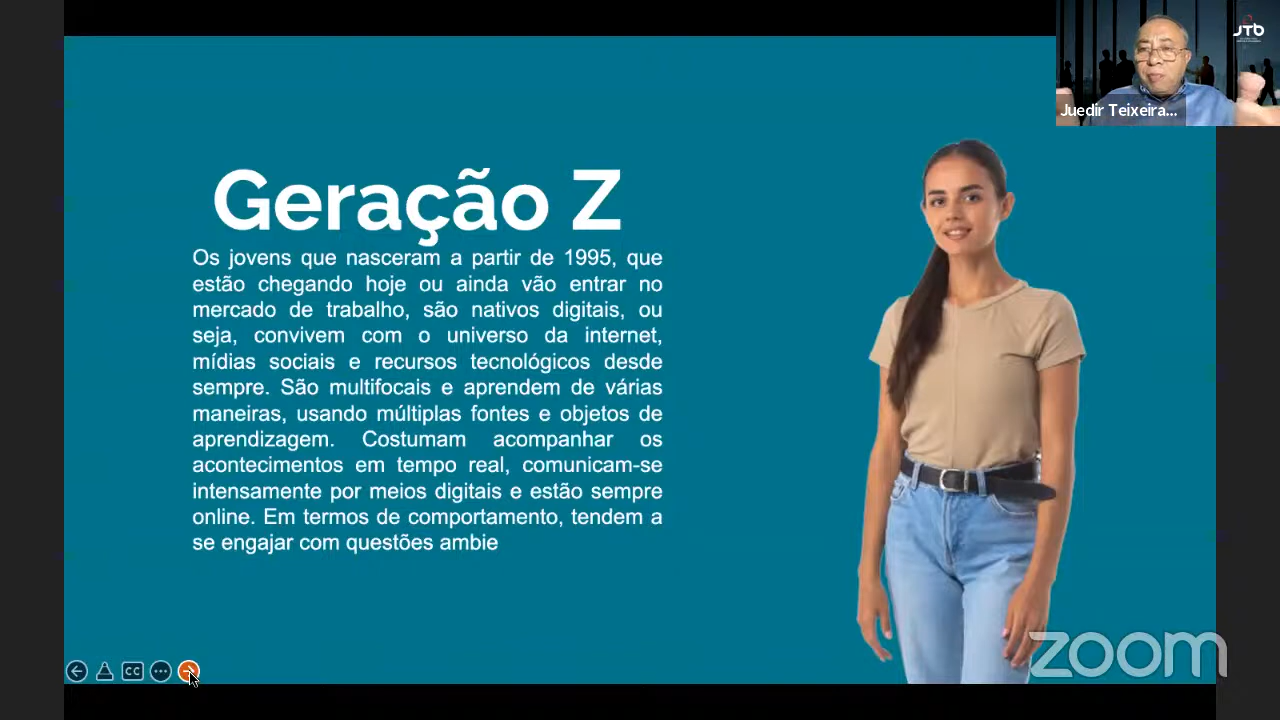 JTb
Juedir Teixeira...
Geração Z
Os jovens que nasceram a partir de 1995, que
estão chegando hoje ou ainda vão entrar no
mercado de trabalho, são nativos digitais, ou
seja, convivem com o universo da internet,
mídias sociais e recursos tecnológicos desde
sempre. São multifocais e aprendem de várias
maneiras, usando múltiplas fontes e objetos de
aprendizagem. Costumam acompanhar os
acontecimentos em tempo real, comunicam-se
intensamente por meios digitais e estão sempre
online. Em termos de comportamento, tendem a
se engajar com questões ambie
CC
zoom